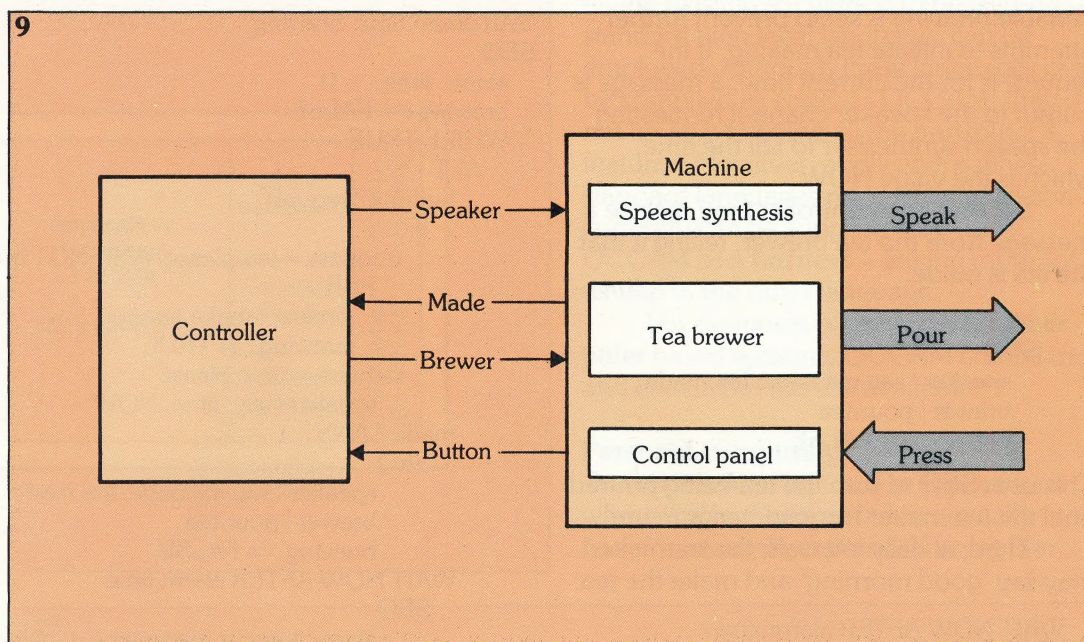 9
Machine
Speaker
Speech synthesis
Speak
Made
Controller
Tea brewer
Pour
Brewer
Button
Control panel
Press